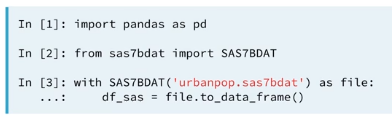 In [1]: import pandas as pd
In [2]: from sas7bdat import SAS7BDAT
In [3]: with SAS7BDAT('urbanpop.sas7bdat') as file:
   ...:     df_sas = file.to_data_frame()